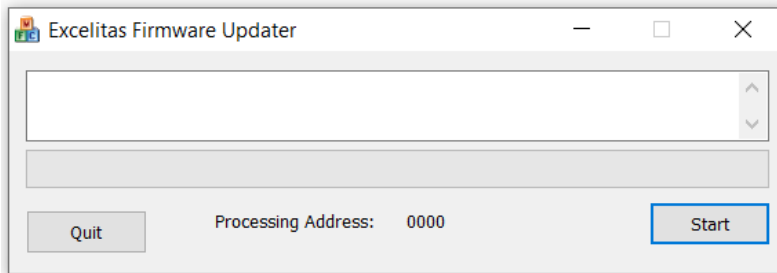 Excelitas Firmware Updater
Processing Address: 0000
Quit
Start